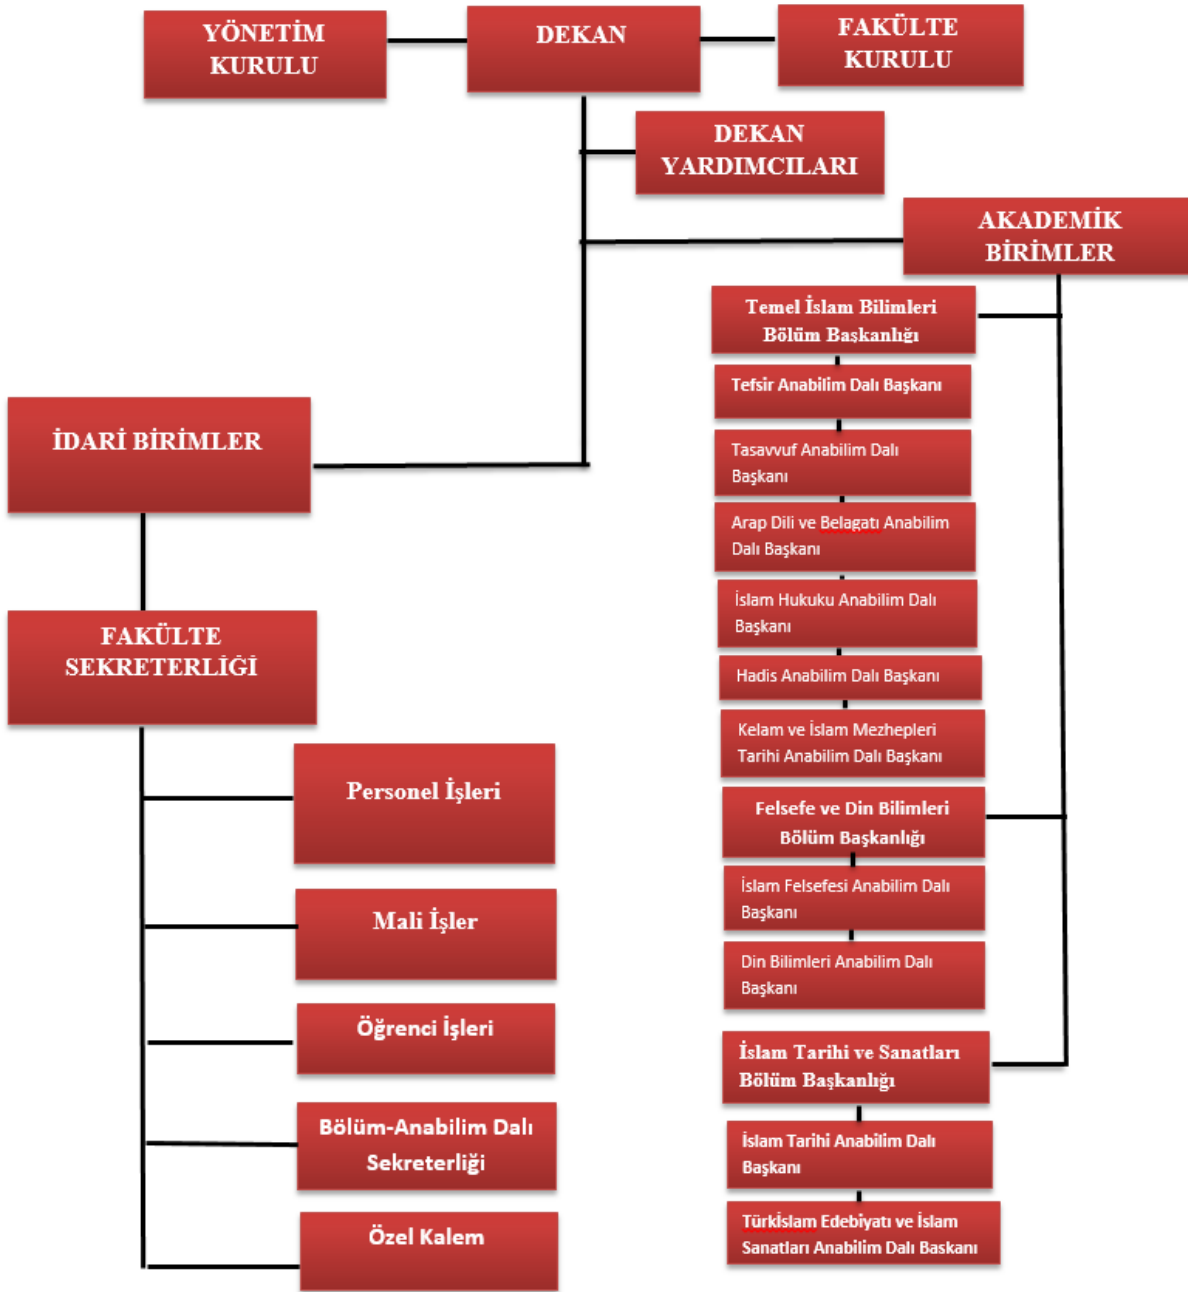 YÖNETİM
KURULU
DEKAN
FAKÜLTE
KURULU
DEKAN
YARDIMCILARI
AKADEMİK
BİRİMLER
Temel İslam Bilimleri
Bölüm Başkanlığı
Tefsir Anabilim Dalı Başkanı
Tasavvuf Anabilim Dalı
Başkanı
Arap Dili ve Belagatı Anabilim
Dalı Başkanı
İslam Hukuku Anabilim Dalı
Başkanı
Hadis Anabilim Dalı Başkanı
Kelam ve İslam Mezhepleri
Tarihi Anabilim Dalı Başkanı
Felsefe ve Din Bilimleri
Bölüm Başkanlığı
İslam Felsefesi Anabilim Dalı
Başkanı
Din Bilimleri Anabilim Dalı
Başkanı
İslam Tarihi ve Sanatları
Bölüm Başkanlığı
İslam Tarihi Anabilim Dalı
Başkanı
Türkİslam Edebiyatı ve İslam
Sanatları Anabilim Dalı Baskanı
İDARİ BİRİMLER
FAKÜLTE
SEKRETERLİĞİ
Personel İşleri
Mali İşler
Öğrenci İşleri
Bölüm-Anabilim Dalı
Sekreterliği
Özel Kalem